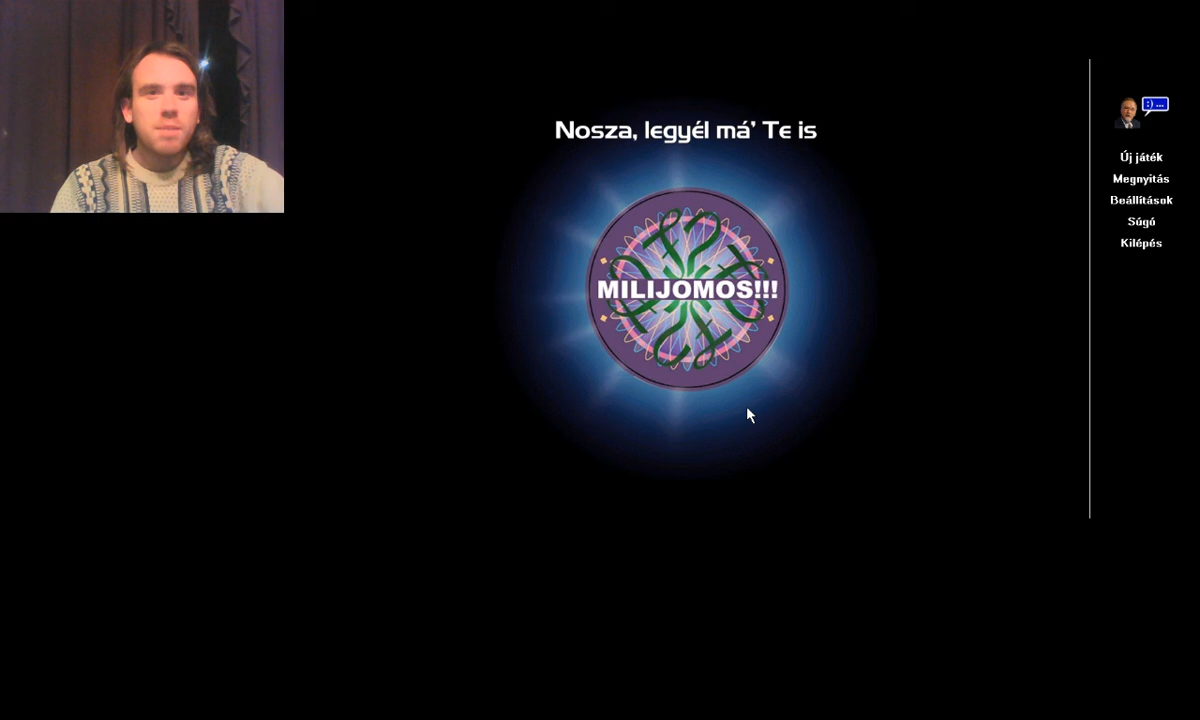 Nosza, legyél má' Te is
MILIJOMOS!!!
:) ...
Új játék
Megnyitás
Beállítások
Súgó
Kilépés